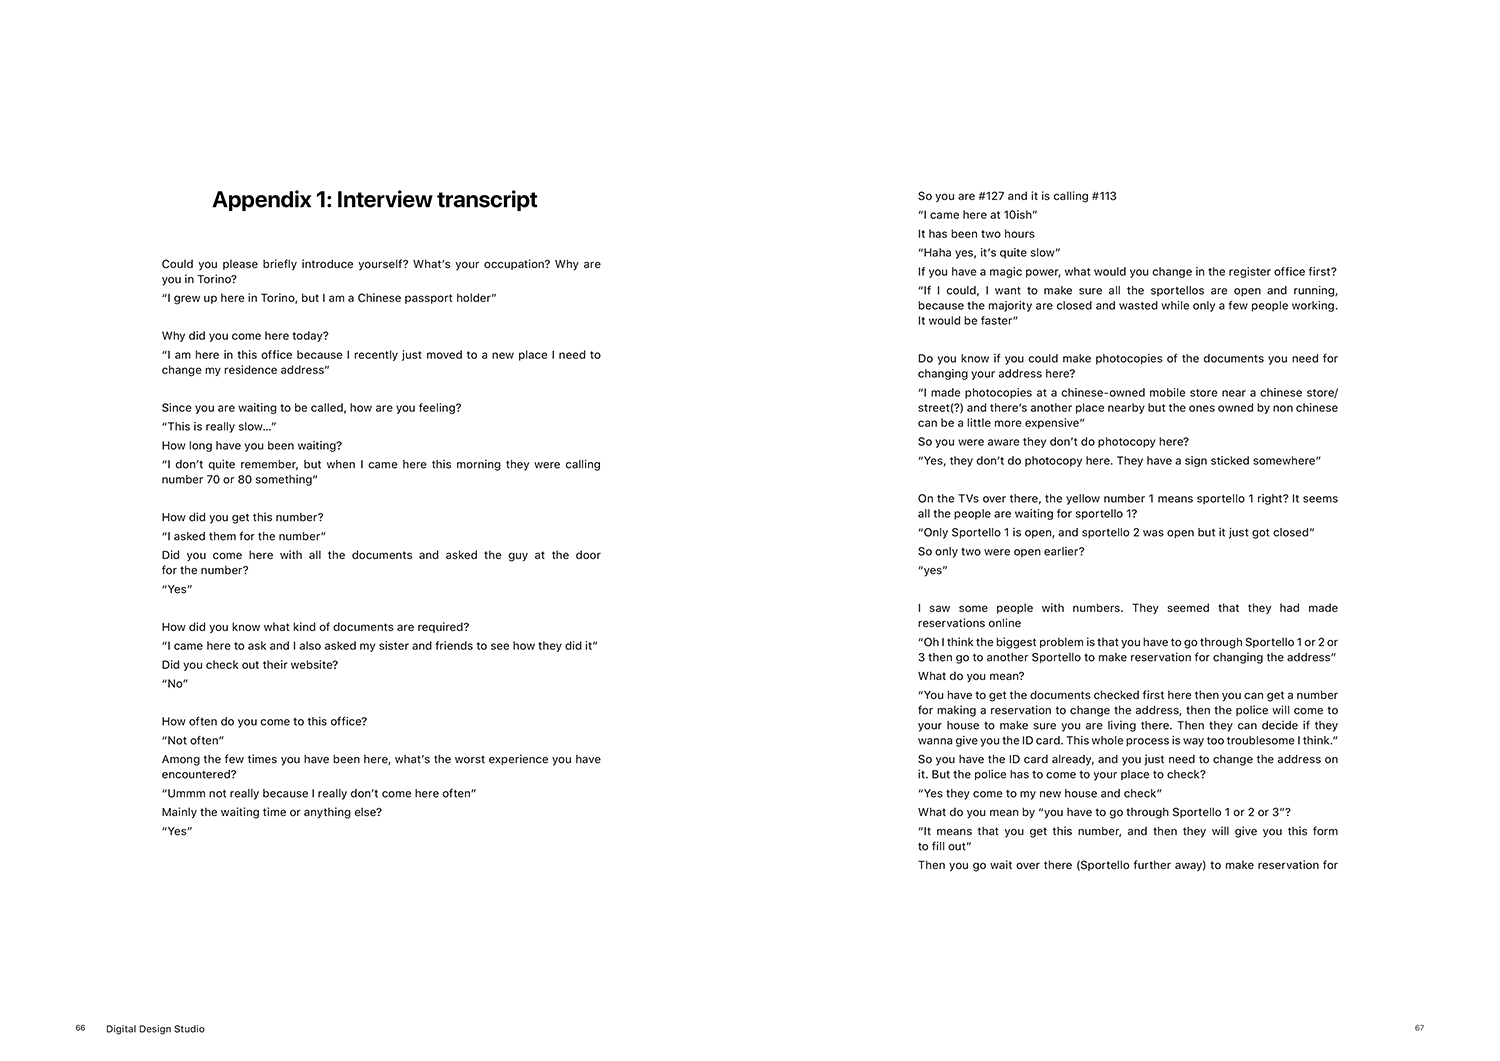 Appendix 1: Interview transcript
Could you please briefly introduce yourself? What's your occupation? Why are
you in Torino?
“I grew up here in Torino, but I am a Chinese passport holder”
Why did you come here today?
“I am here in this office because I recently just moved to a new place I need to
change my residence address”
Since you are waiting to be called, how are you feeling?
“This is really slow...”
How long have you been waiting?
“I don't quite remember, but when I came here this morning they were calling
number 70 or 80 something”
How did you get this number?
“I asked them for the number”
Did you come here with all the documents and asked the guy at the door
for the number?
“Yes”
How did you know what kind of documents are required?
“I came here to ask and I also asked my sister and friends to see how they did it”
Did you check out their website?
“No”
How often do you come to this office?
“Not often”
Among the few times you have been here, what's the worst experience you have
encountered?
“Ummm not really because I really don't come here often”
Mainly the waiting time or anything else?
“Yes”
66 Digital Design Studio
So you are #127 and it is calling #113
“I came here at 10ish”
It has been two hours
“Haha yes, it's quite slow”
If you have a magic power, what would you change in the register office first?
“If I could, I want to make sure all the sportellos are open and running,
because the majority are closed and wasted while only a few people working.
It would be faster”
Do you know if you could make photocopies of the documents you need for
changing your address here?
“I made photocopies at a chinese-owned mobile store near a chinese store/
street(?) and there's another place nearby but the ones owned by non chinese
can be a little more expensive”
So you were aware they don't do photocopy here?
“Yes, they don't do photocopy here. They have a sign sticked somewhere”
On the TVs over there, the yellow number 1 means sportello 1 right? It seems
all the people are waiting for sportello 1?
“Only Sportello 1 is open, and sportello 2 was open but it just got closed”
So only two were open earlier?
“yes”
I saw some people with numbers. They seemed that they had made
reservations online
“Oh I think the biggest problem is that you have to go through Sportello 1 or 2 or
3 then go to another Sportello to make reservation for changing the address”
What do you mean?
“You have to get the documents checked first here then you can get a number
for making a reservation to change the address, then the police will come to
your house to make sure you are living there. Then they can decide if they
wanna give you the ID card. This whole process is way too troublesome I think.”
So you have the ID card already, and you just need to change the address on
it. But the police has to come to your place to check?
“Yes they come to my new house and check”
What do you mean by “you have to go through Sportello 1 or 2 or 3”?
“It means that you get this number, and then they will give you this form
to fill out”
Then you go wait over there (Sportello further away) to make reservation for
67